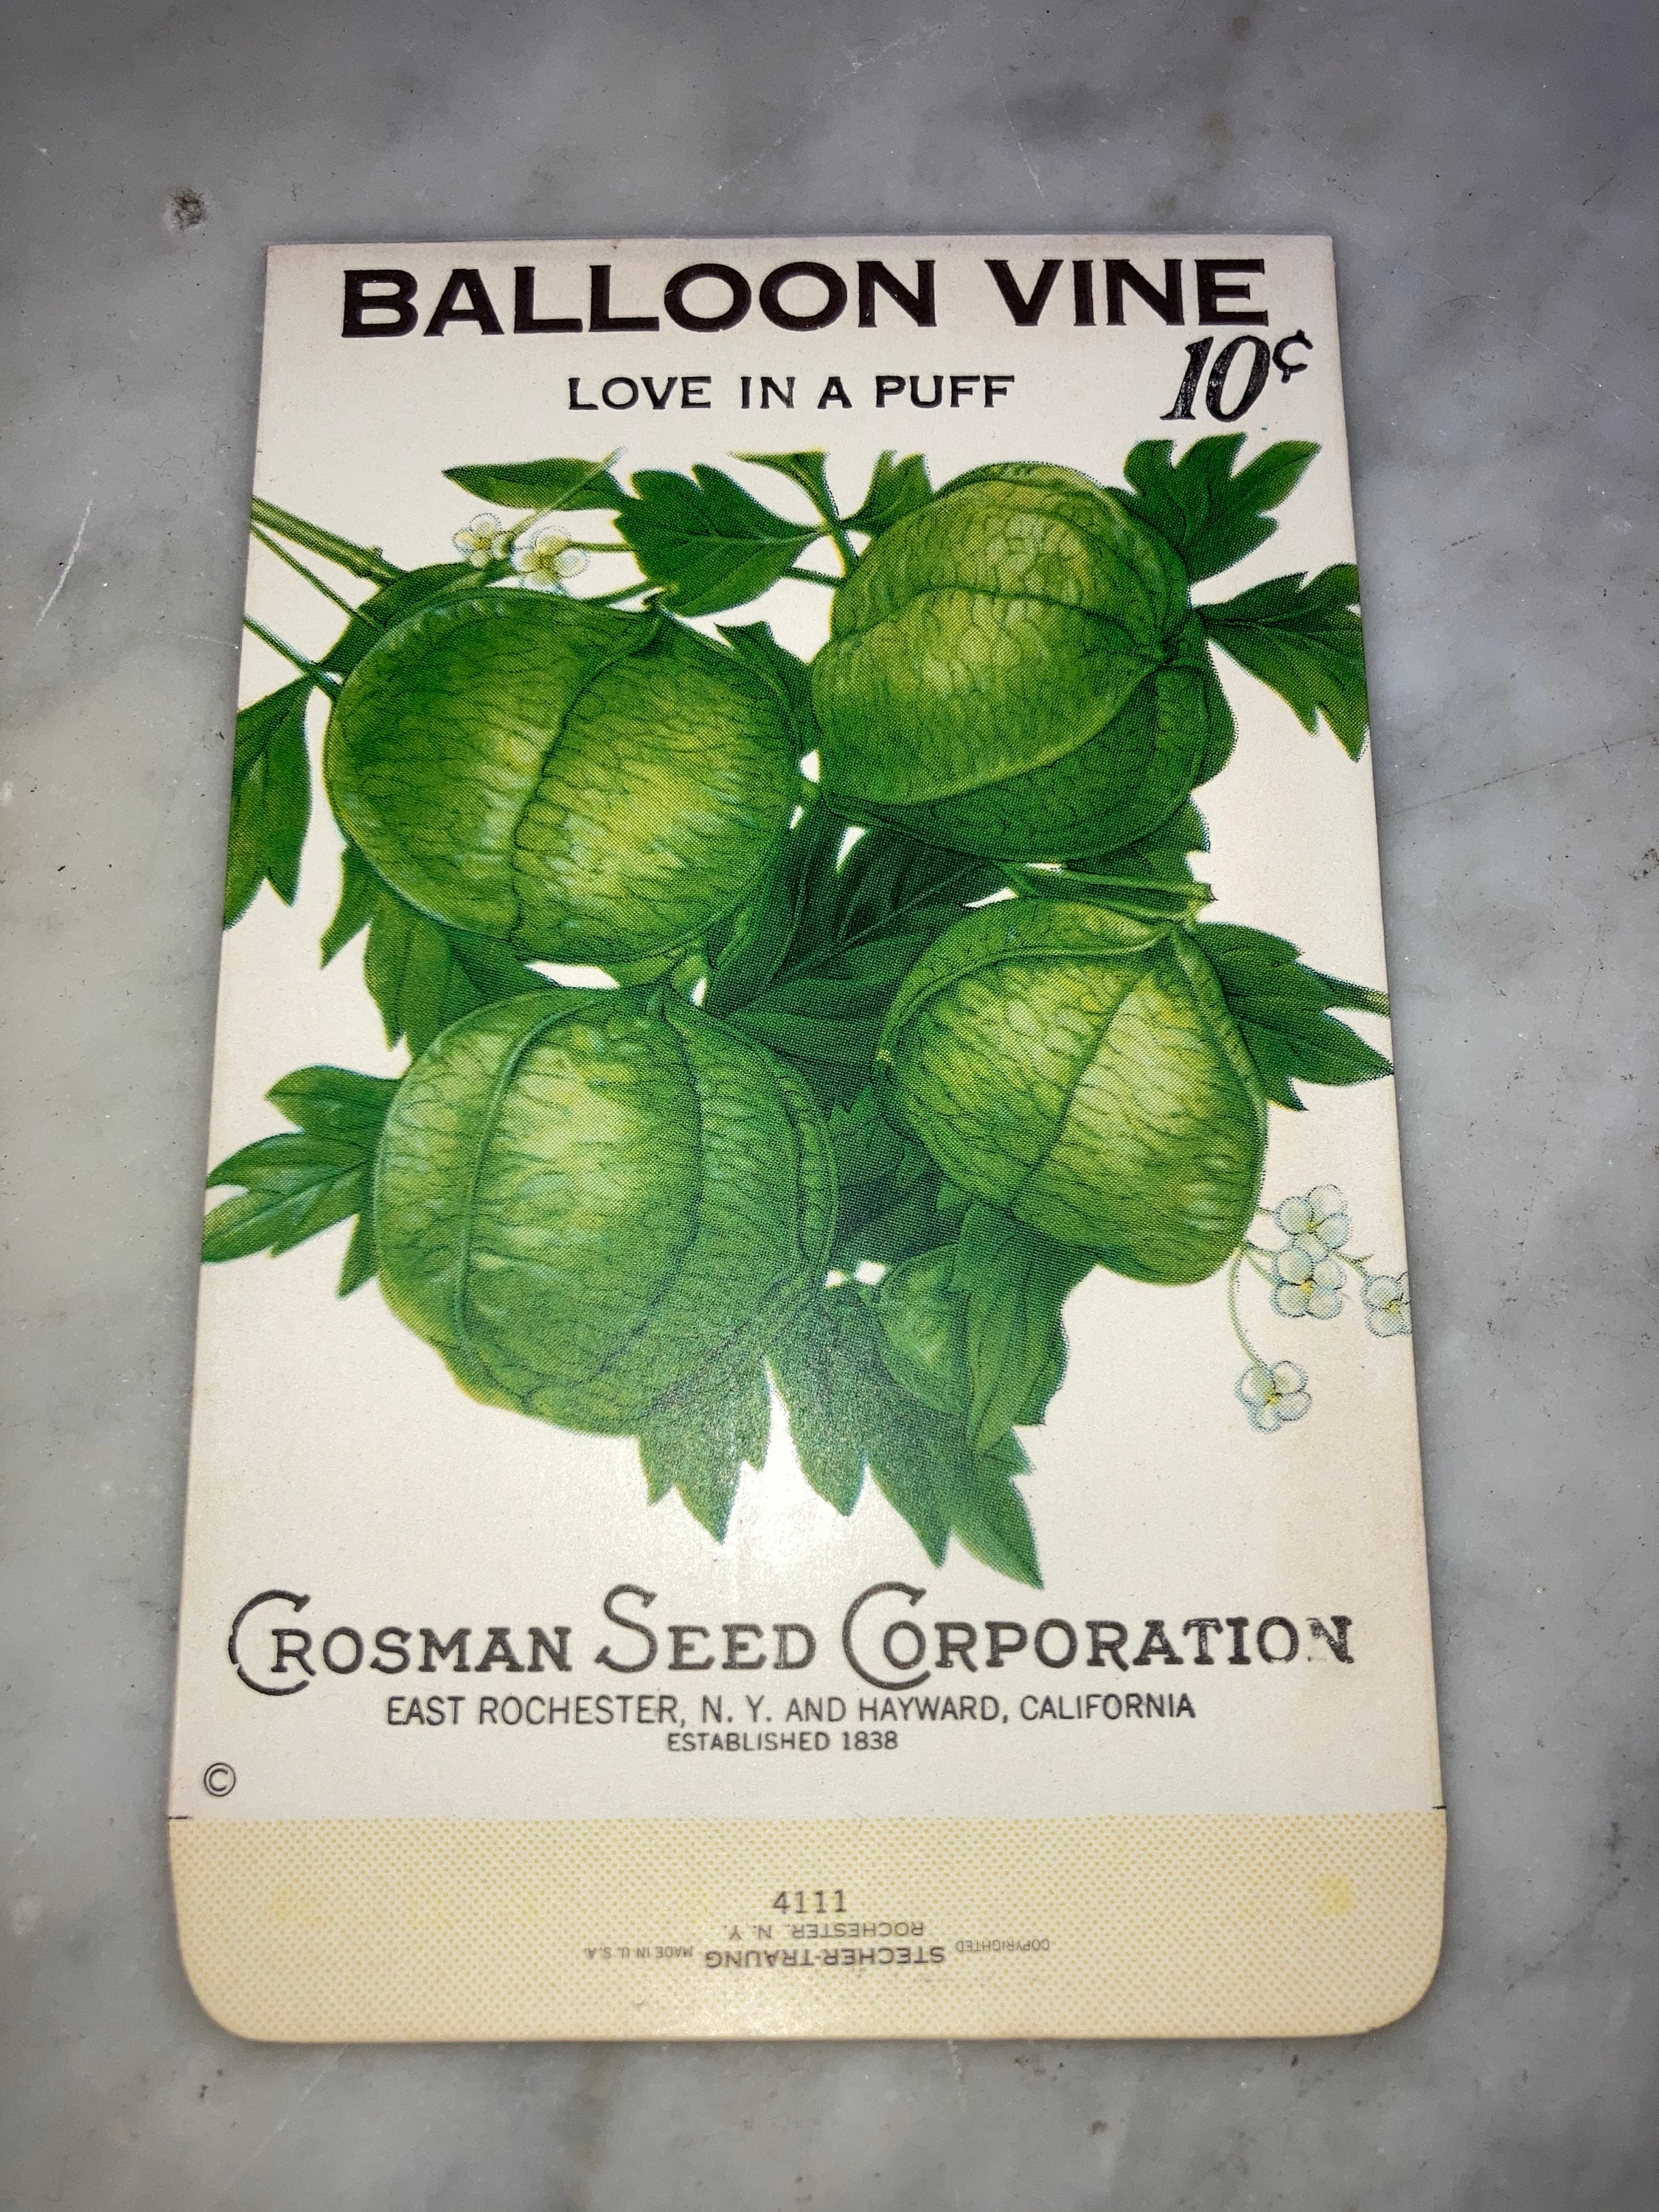 BALLOON VINE
10¢
LOVE IN A PUFF
CROSMAN SEED CORPORATION
EAST ROCHESTER, N. Y. AND HAYWARD, CALIFORNIA
ESTABLISHED 1838
©
4111
COPYRIGHTED STECHER-TRAUNG MADE IN U. S. A.
ROCHESTER, N. Y.